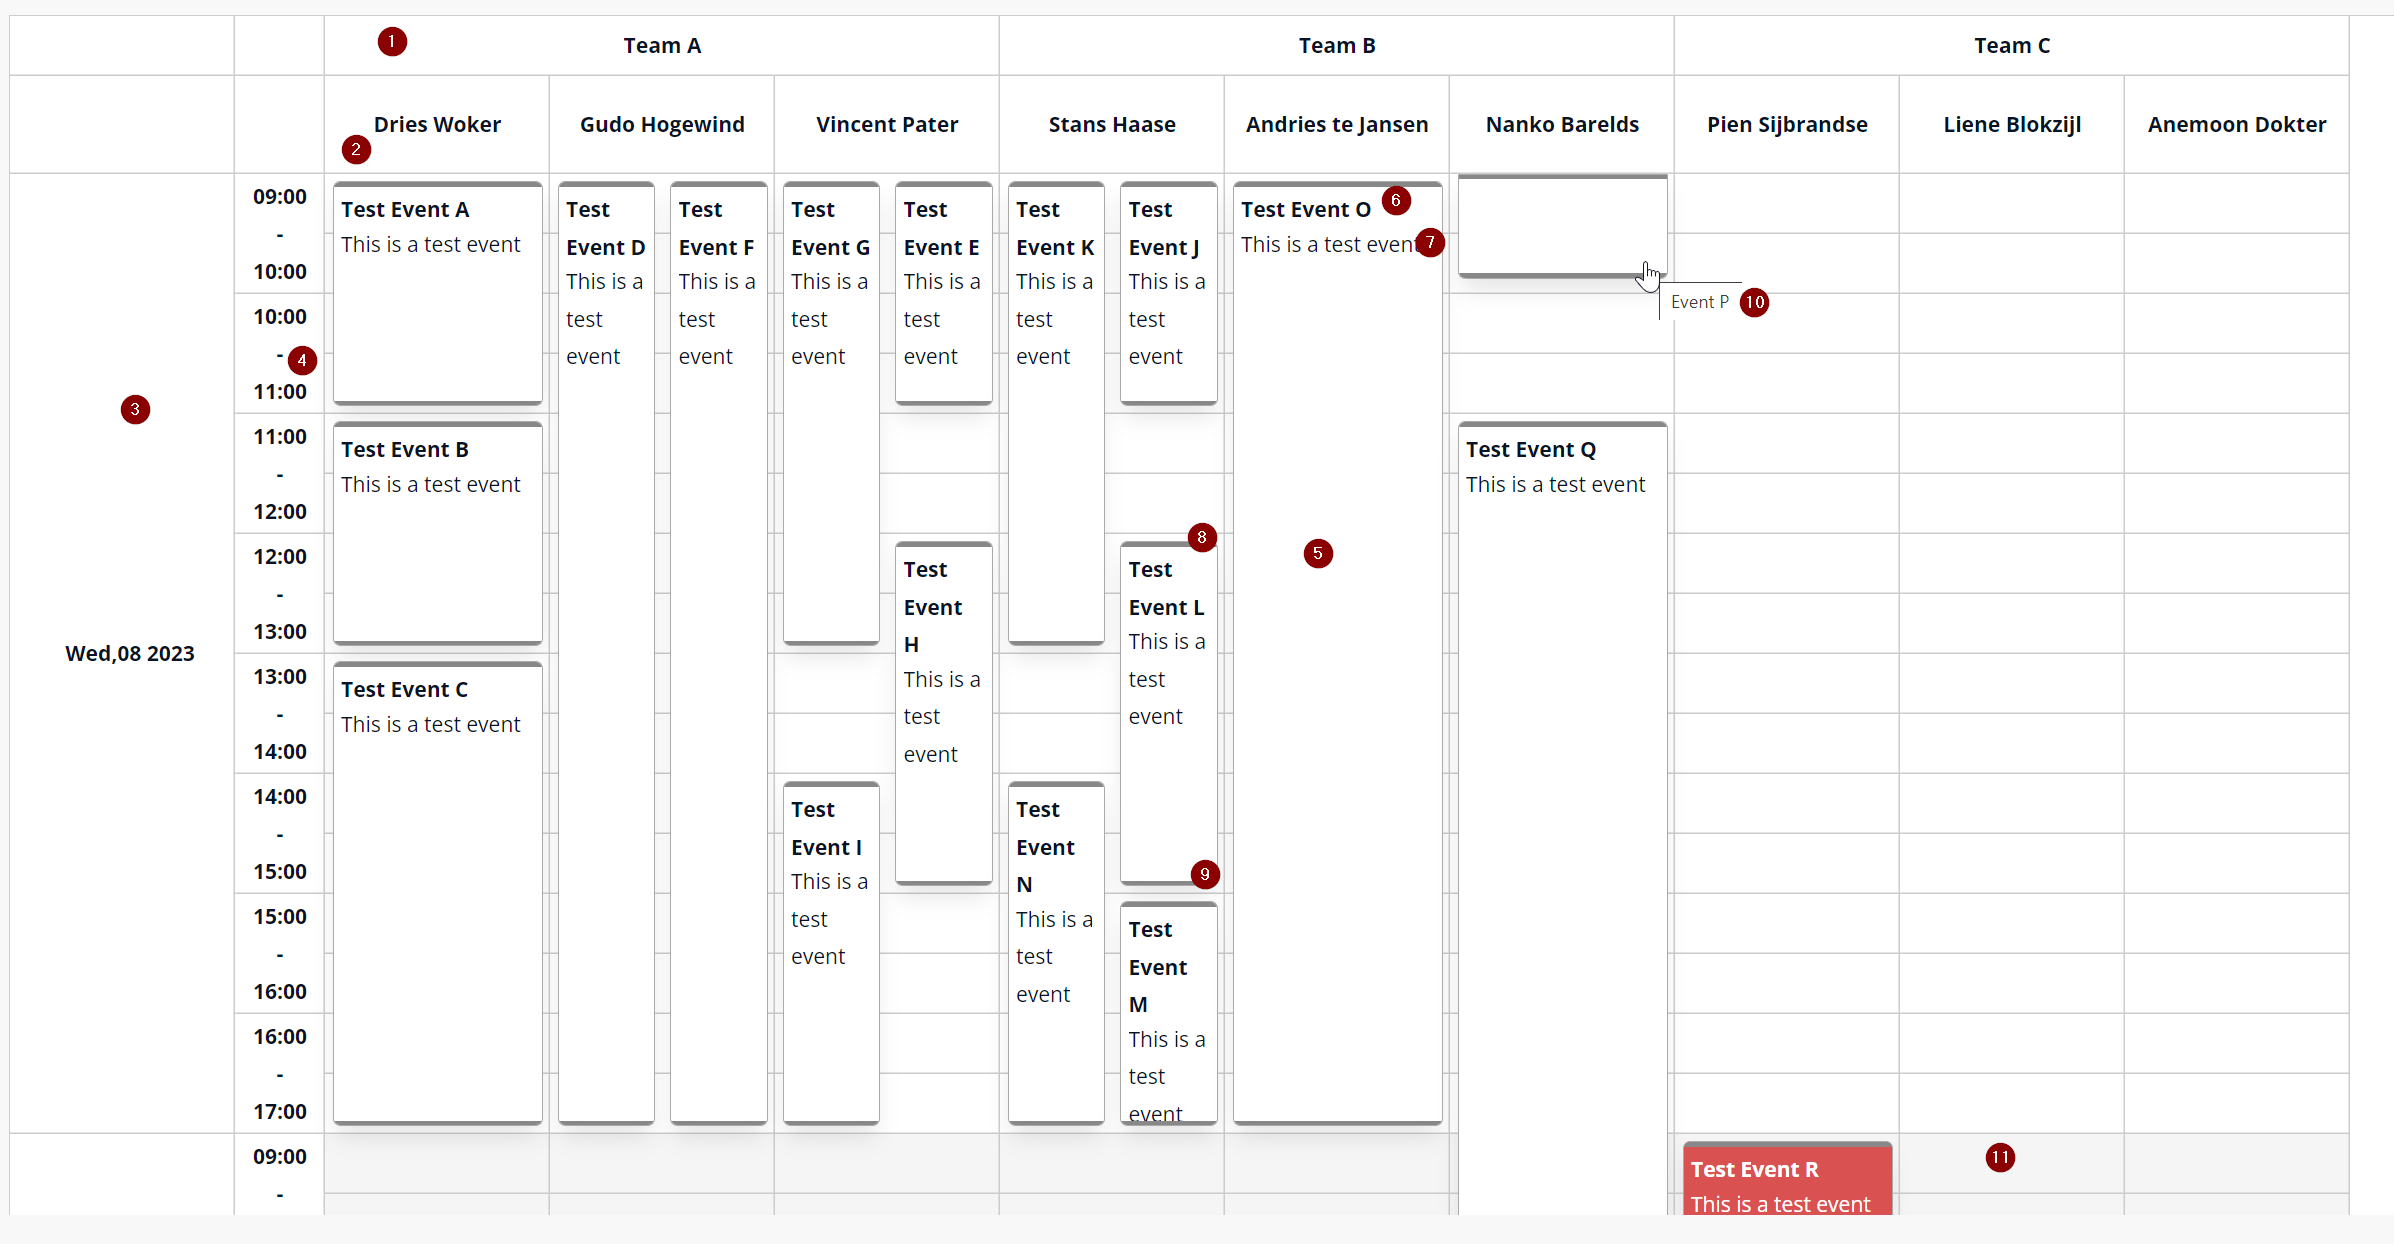 1
Team A
Team B
Team C
Dries Woker
Gudo Hogewind
Vincent Pater
Stans Haase
Andries te Jansen
Nanko Barelds
Pien Sijbrandse
Liene Blokzijl
Anemoon Dokter
2
3
Wed,08 2023
09:00
-
10:00
10:00
-
4
11:00
11:00
-
12:00
12:00
-
13:00
13:00
-
14:00
14:00
-
15:00
15:00
-
16:00
16:00
-
17:00
09:00
-
Test Event A
This is a test event
Test Event B
This is a test event
Test Event C
This is a test event
Test
Event D
This is a
test
event
Test
Event F
This is a
test
event
Test
Event G
This is a
test
event
Test
Event I
This is a
test
event
Test
Event E
This is a
test
event
Test
Event
H
This is a
test
event
Test
Event K
This is a
test
event
Test
Event
N
This is a
test
event
Test
Event J
This is a
test
event
8
Test
Event L
This is a
test
event
9
Test
Event
M
This is a
test
event
Test Event O
6
This is a test event
7
5
Event P
10
Test Event Q
This is a test event
Test Event R
This is a test event
11